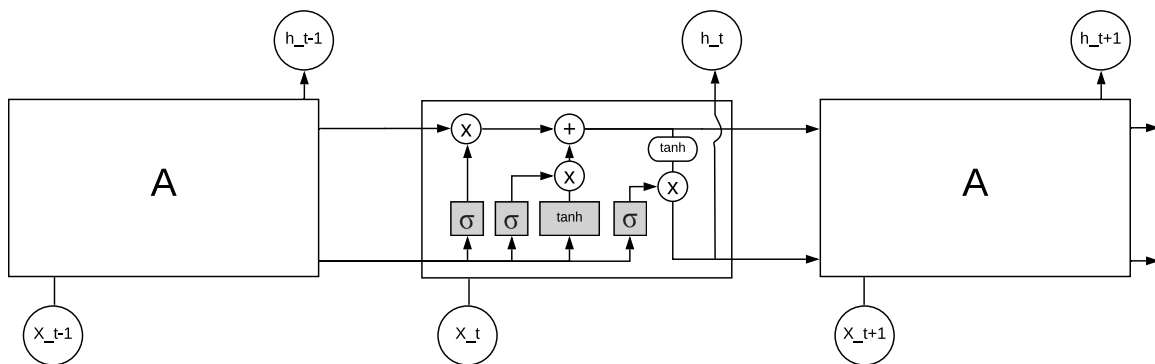 h_t-1
h_t
h_t+1
x
+
tanh
A
x
x
A
σ
σ
tanh
σ
X_t-1
X_t
X_t+1